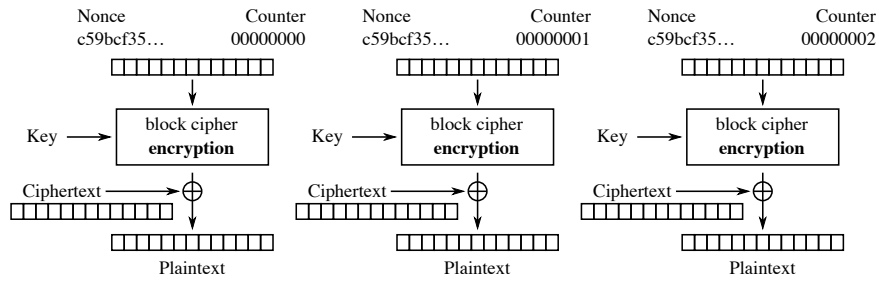 Nonce Counter Nonce Counter Nonce Counter
c59bcf35... 00000000 c59bcf35... 00000001 c59bcf35... 00000002
block cipher block cipher block cipher
Key Key Key
encryption encryption encryption
Ciphertext Ciphertext Ciphertext
Plaintext Plaintext Plaintext